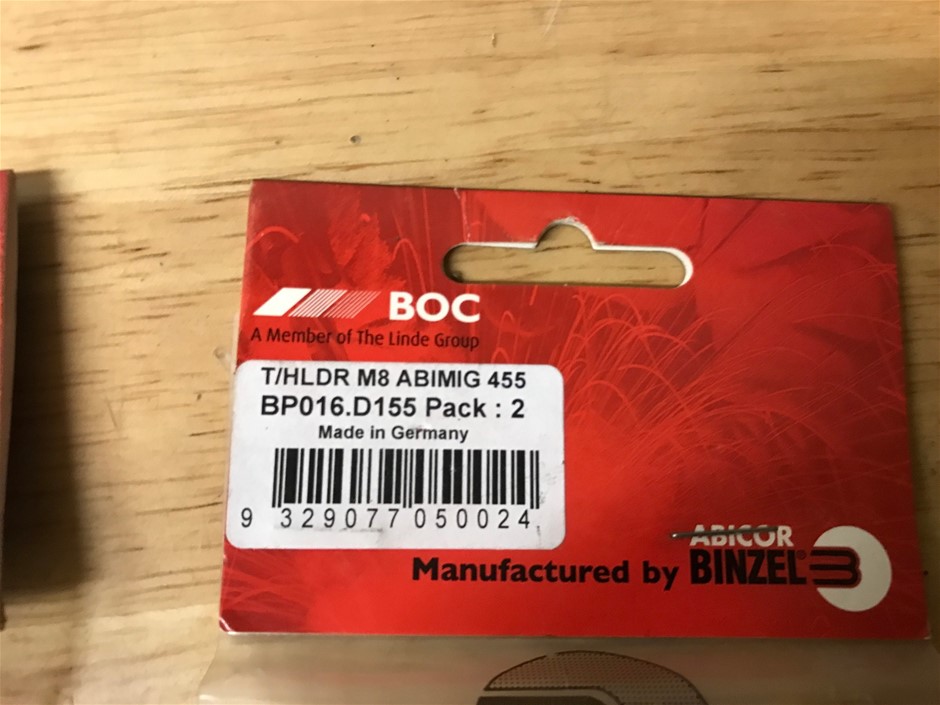 BOC
A Member of The Linde Group
T/HLDR M8 ABIMIG 455
BP016.D155 Pack : 2
Made in Germany
9 329077 050024
ABICOR
Manufactured by BINZEL®